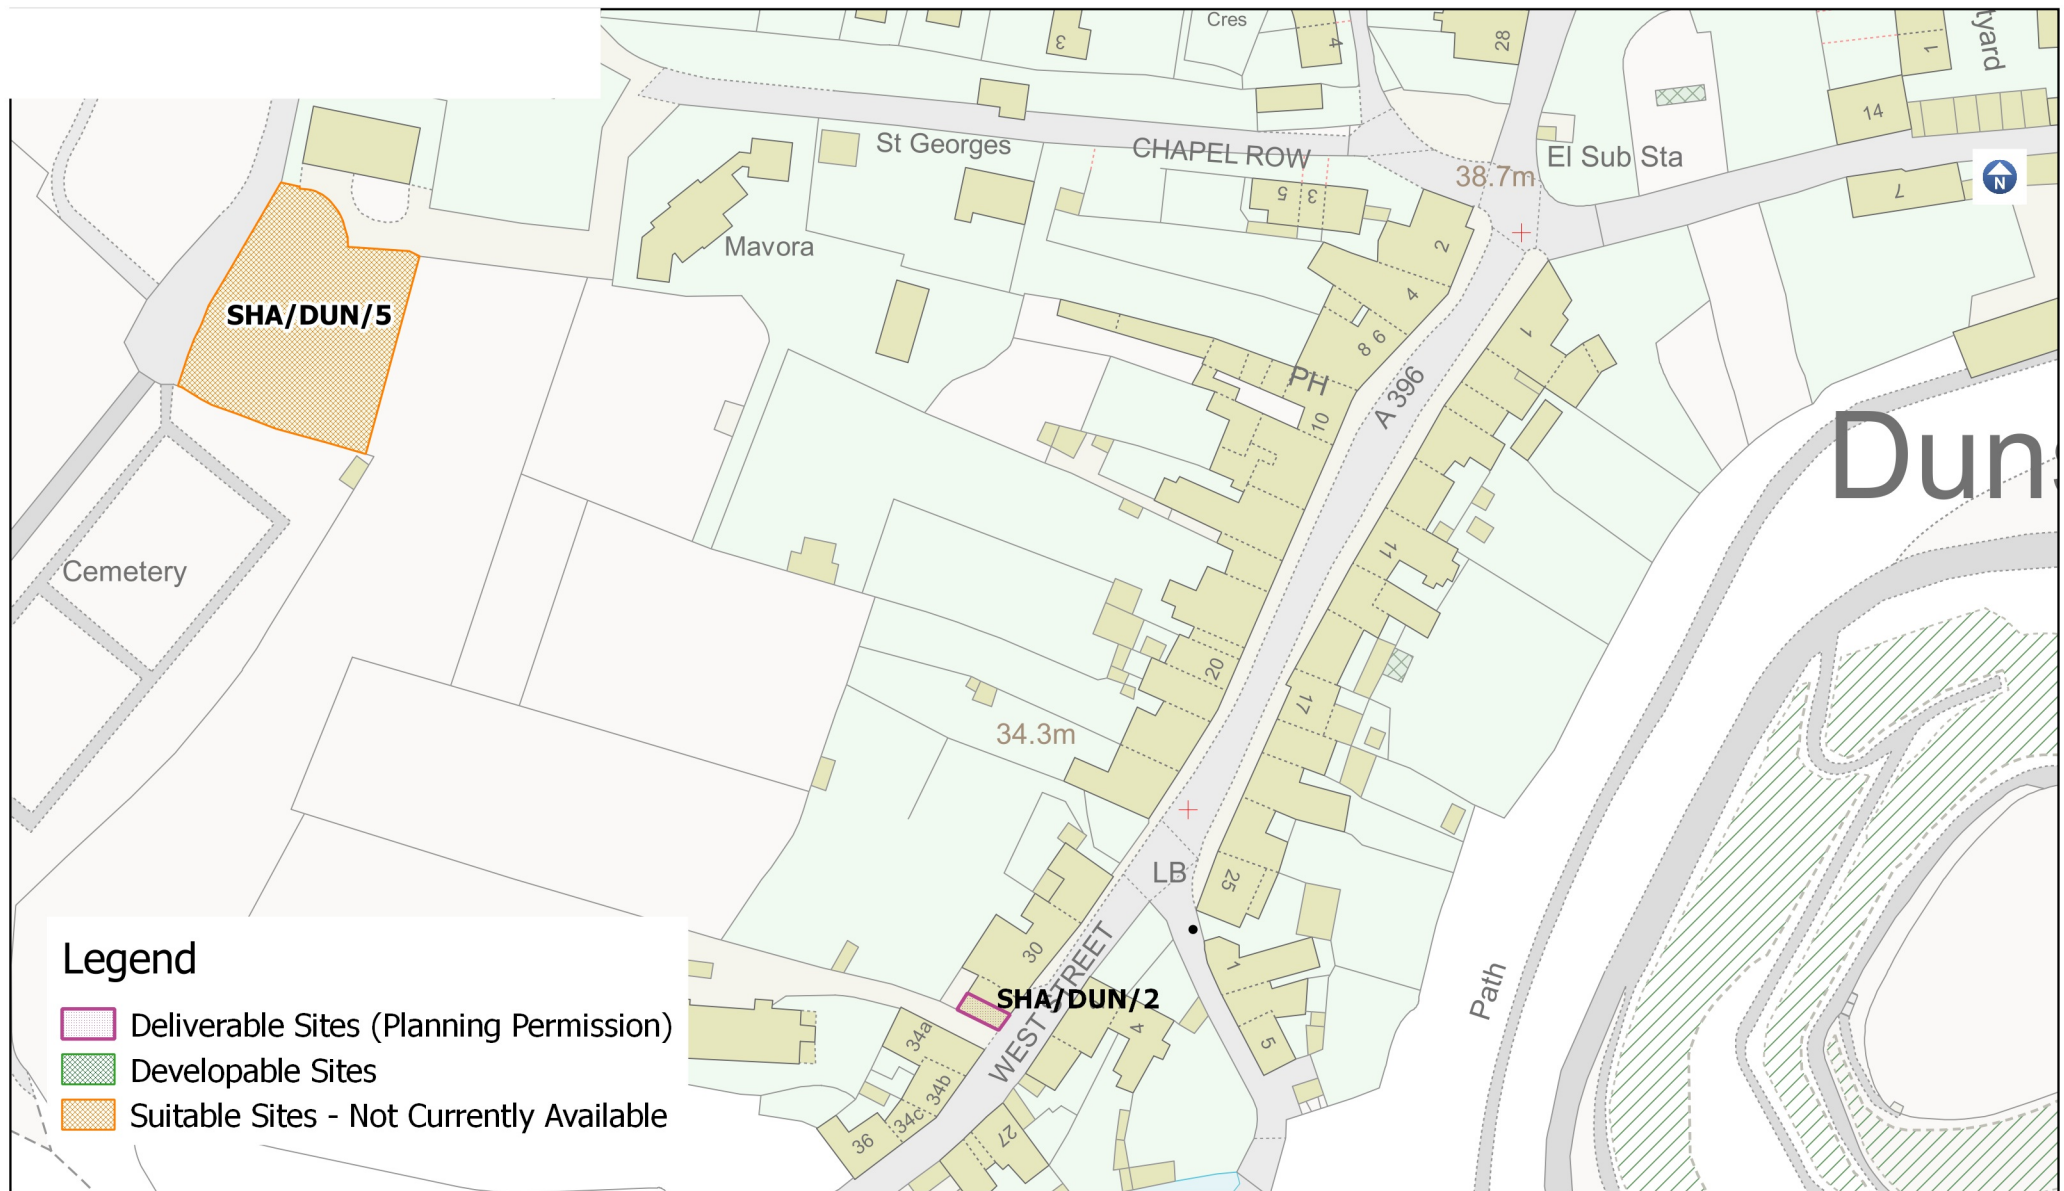 Cres
3
4
28
1
tyard
14
St Georges
CHAPEL ROW
El Sub Sta
38.7m
N
7
5
3
2
Mavora
4
SHA/DUN/5
8
6
1
PH
A 396
10
Duns
11
Cemetery
20
17
34.3m
LB
25
30
WEST STREET
1
SHA/DUN/2
Path
4
34a
5
34b
34c
36
27
Legend
Deliverable Sites (Planning Permission)
Developable Sites
Suitable Sites - Not Currently Available